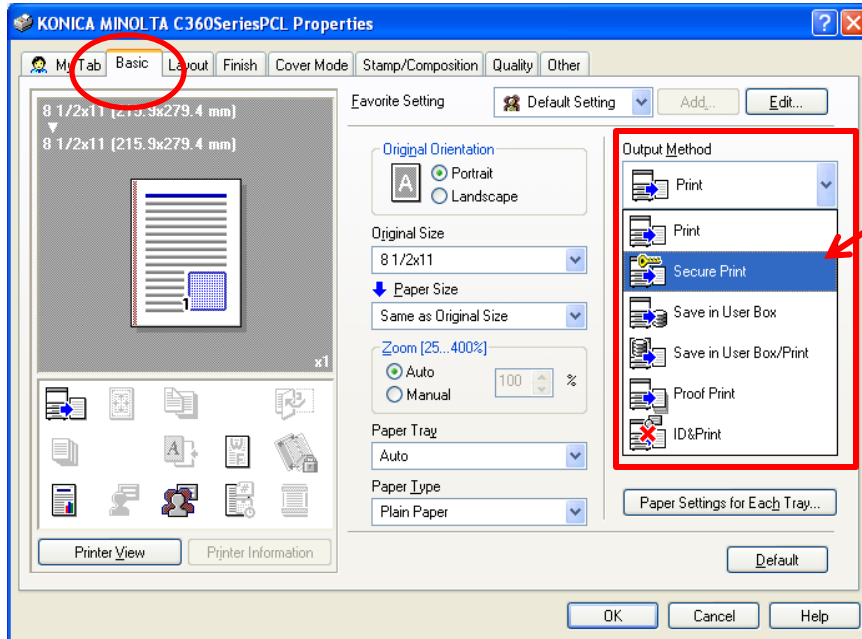 KONICA MINOLTA C360SeriesPCL Properties
My Tab
Basic
Layout
Finish
Cover Mode
Stamp/Composition
Quality
Other
8 1/2x11 (215.9x279.4 mm)
8 1/2x11 (215.9x279.4 mm)
1
x1
Printer View
Printer Information
Favorite Setting
Default Setting
Add...
Edit...
Original Orientation
A
Portrait
Landscape
Original Size
8 1/2x11
Paper Size
Same as Original Size
Zoom [25...400%]
Auto
Manual
100
%
Paper Tray
Auto
Paper Type
Plain Paper
Output Method
Print
Print
Secure Print
Save in User Box
Save in User Box/Print
Proof Print
ID&Print
Paper Settings for Each Tray...
Default
OK
Cancel
Help